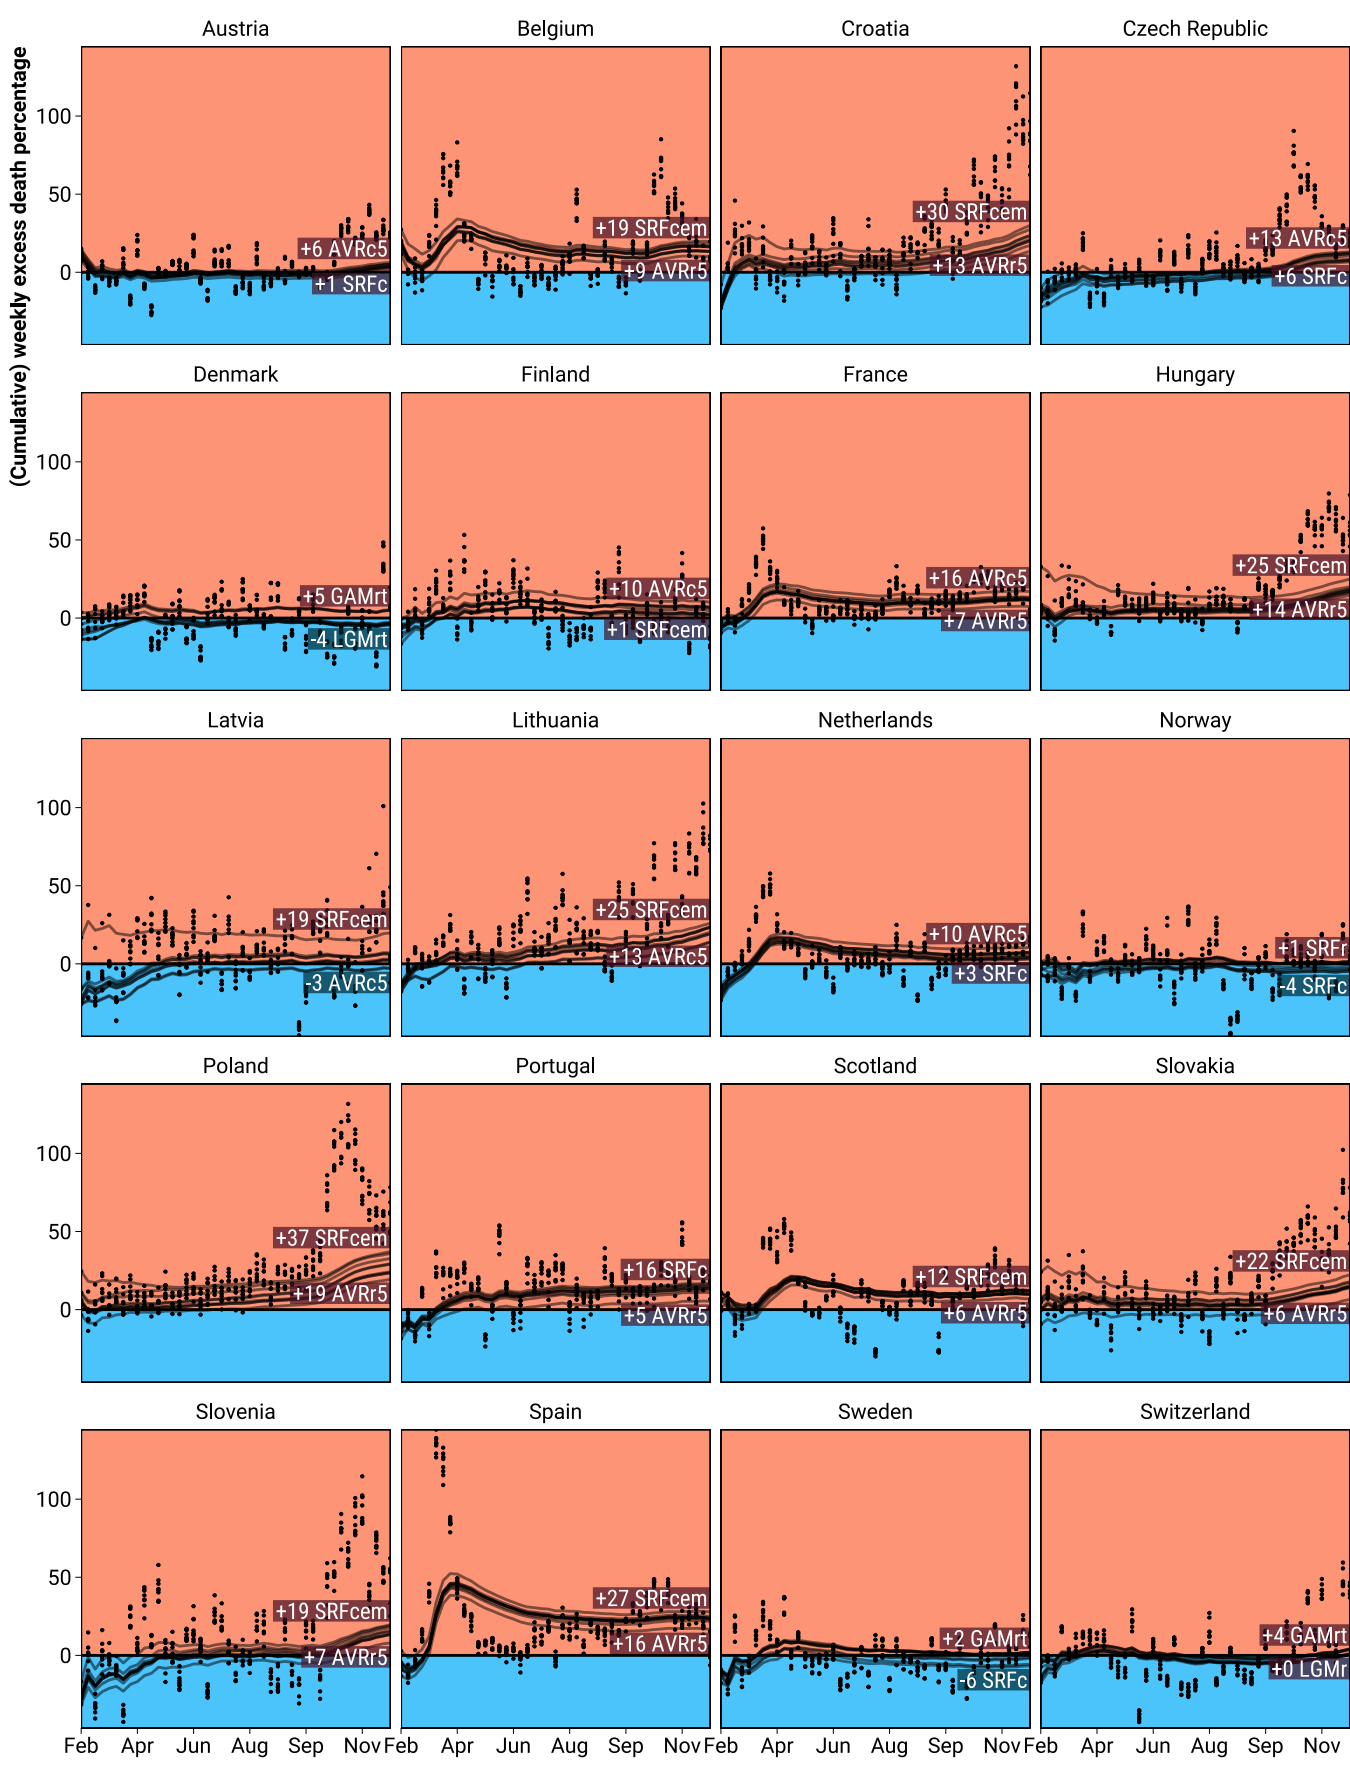 (Cumulative) weekly excess death percentage
Austria
Belgium
Croatia
Czech Republic
100
50
0
+6 AVRc5
+1 SRFc
+19 SRFcem
+9 AVRr5
+30 SRFcem
+13 AVRr5
+13 AVRc5
+6 SRFc
Denmark
Finland
France
Hungary
100
50
0
+5 GAMrt
-4 LGMrt
+10 AVRc5
+1 SRFcem
+16 AVRc5
+7 AVRr5
+25 SRFcem
+14 AVRr5
Latvia
Lithuania
Netherlands
Norway
100
50
0
+19 SRFcem
-3 AVRc5
+25 SRFcem
+13 AVRc5
+10 AVRc5
+3 SRFc
+1 SRFr
-4 SRFc
Poland
Portugal
Scotland
Slovakia
100
50
0
+37 SRFcem
+19 AVRr5
+16 SRFc
+5 AVRr5
+12 SRFcem
+6 AVRr5
+22 SRFcem
+6 AVRr5
Slovenia
Spain
Sweden
Switzerland
100
50
0
+19 SRFcem
+7 AVRr5
+27 SRFcem
+16 AVRr5
+2 GAMrt
-6 SRFc
+4 GAMrt
+0 LGMr
Feb Apr Jun Aug Sep Nov
Feb Apr Jun Aug Sep Nov
Feb Apr Jun Aug Sep Nov
Feb Apr Jun Aug Sep Nov